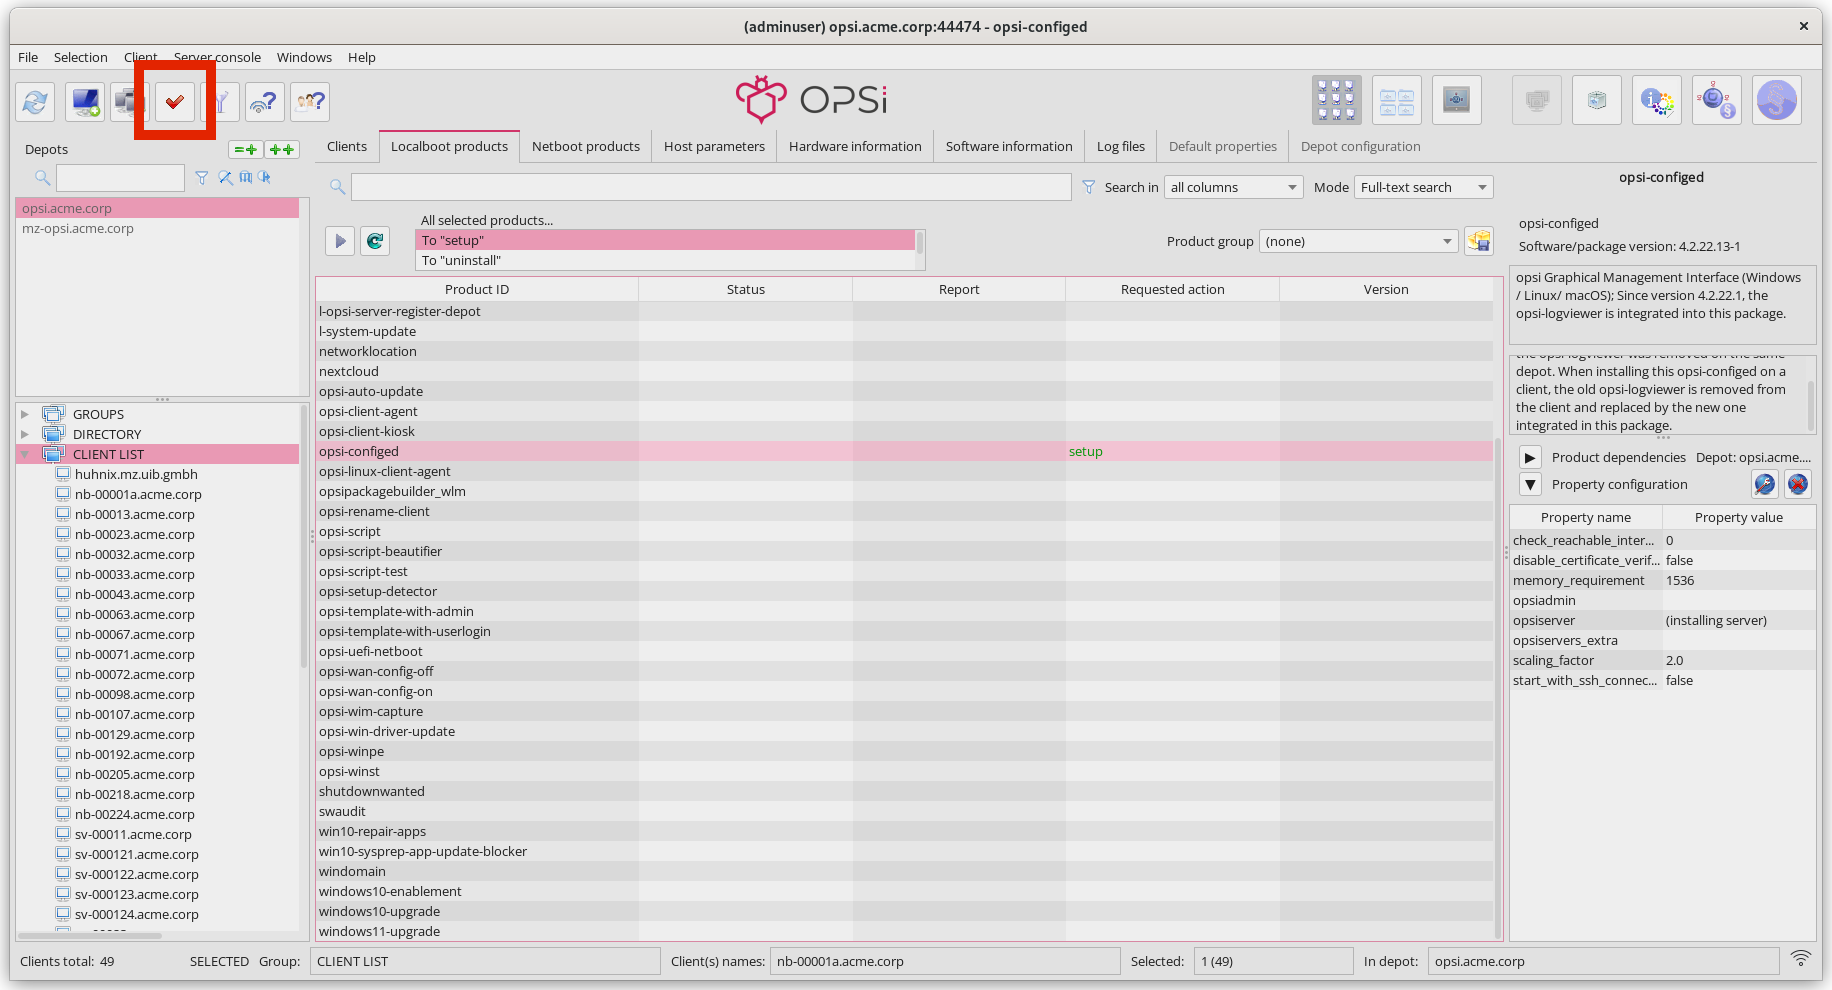 (adminuser) opsi.acme.corp:44474 - opsi-configed
File Selection Client Server console Windows Help
OPSi
Depots
Clients Localboot products Netboot products Host parameters Hardware information Software information Log files Default properties Depot configuration
Search in all columns Mode Full-text search
opsi.acme.corp
mz-opsi.acme.corp
All selected products...
To "setup"
To "uninstall"
Product group (none)
Product ID Status Report Requested action Version
l-opsi-server-register-depot
l-system-update
networklocation
nextcloud
opsi-auto-update
opsi-client-agent
opsi-client-kiosk
opsi-configed setup
opsi-linux-client-agent
opsipackagebuilder_wlm
opsi-rename-client
opsi-script
opsi-script-beautifier
opsi-script-test
opsi-setup-detector
opsi-template-with-admin
opsi-template-with-userlogin
opsi-uefi-netboot
opsi-wan-config-off
opsi-wan-config-on
opsi-wim-capture
opsi-win-driver-update
opsi-winpe
opsi-winst
shutdownwanted
swaudit
win10-repair-apps
win10-sysprep-app-update-blocker
windomain
windows10-enablement
windows10-upgrade
windows11-upgrade
GROUPS
DIRECTORY
CLIENT LIST
huhnix.mz.uib.gmbh
nb-00001a.acme.corp
nb-00013.acme.corp
nb-00023.acme.corp
nb-00032.acme.corp
nb-00033.acme.corp
nb-00043.acme.corp
nb-00063.acme.corp
nb-00067.acme.corp
nb-00071.acme.corp
nb-00072.acme.corp
nb-00098.acme.corp
nb-00107.acme.corp
nb-00129.acme.corp
nb-00192.acme.corp
nb-00205.acme.corp
nb-00218.acme.corp
nb-00224.acme.corp
sv-00011.acme.corp
sv-000121.acme.corp
sv-000122.acme.corp
sv-000123.acme.corp
sv-000124.acme.corp
opsi-configed
opsi-configed
Software/package version: 4.2.22.13-1
opsi Graphical Management Interface (Windows
/ Linux/ macOS); Since version 4.2.22.1, the
opsi-logviewer is integrated into this package.
the opsi-logviewer was removed on the same
depot. When installing this opsi-configed on a
client, the old opsi-logviewer is removed from
the client and replaced by the new one
integrated in this package.
Product dependencies Depot: opsi.acme....
Property configuration
Property name Property value
check_reachable_inter... 0
disable_certificate_verif... false
memory_requirement 1536
opsiadmin
opsiserver (installing server)
opsiservers_extra
scaling_factor 2.0
start_with_ssh_connec... false
Clients total: 49 SELECTED Group: CLIENT LIST Client(s) names: nb-00001a.acme.corp Selected: 1 (49) In depot: opsi.acme.corp